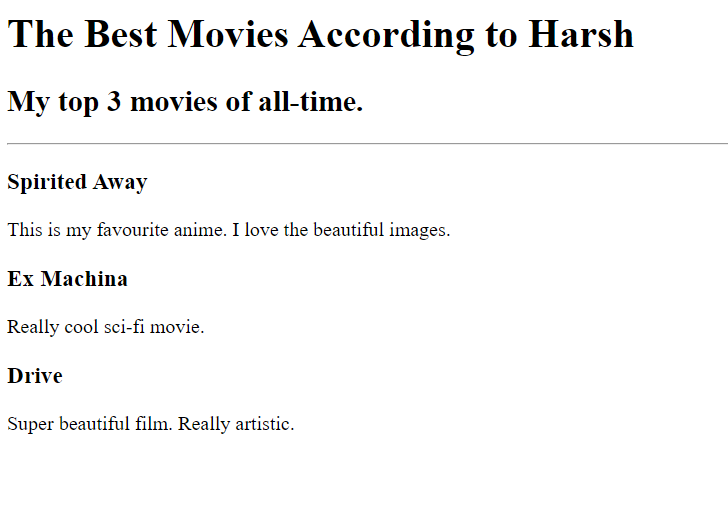 The Best Movies According to Harsh
My top 3 movies of all-time.
Spirited Away
This is my favourite anime. I love the beautiful images.
Ex Machina
Really cool sci-fi movie.
Drive
Super beautiful film. Really artistic.